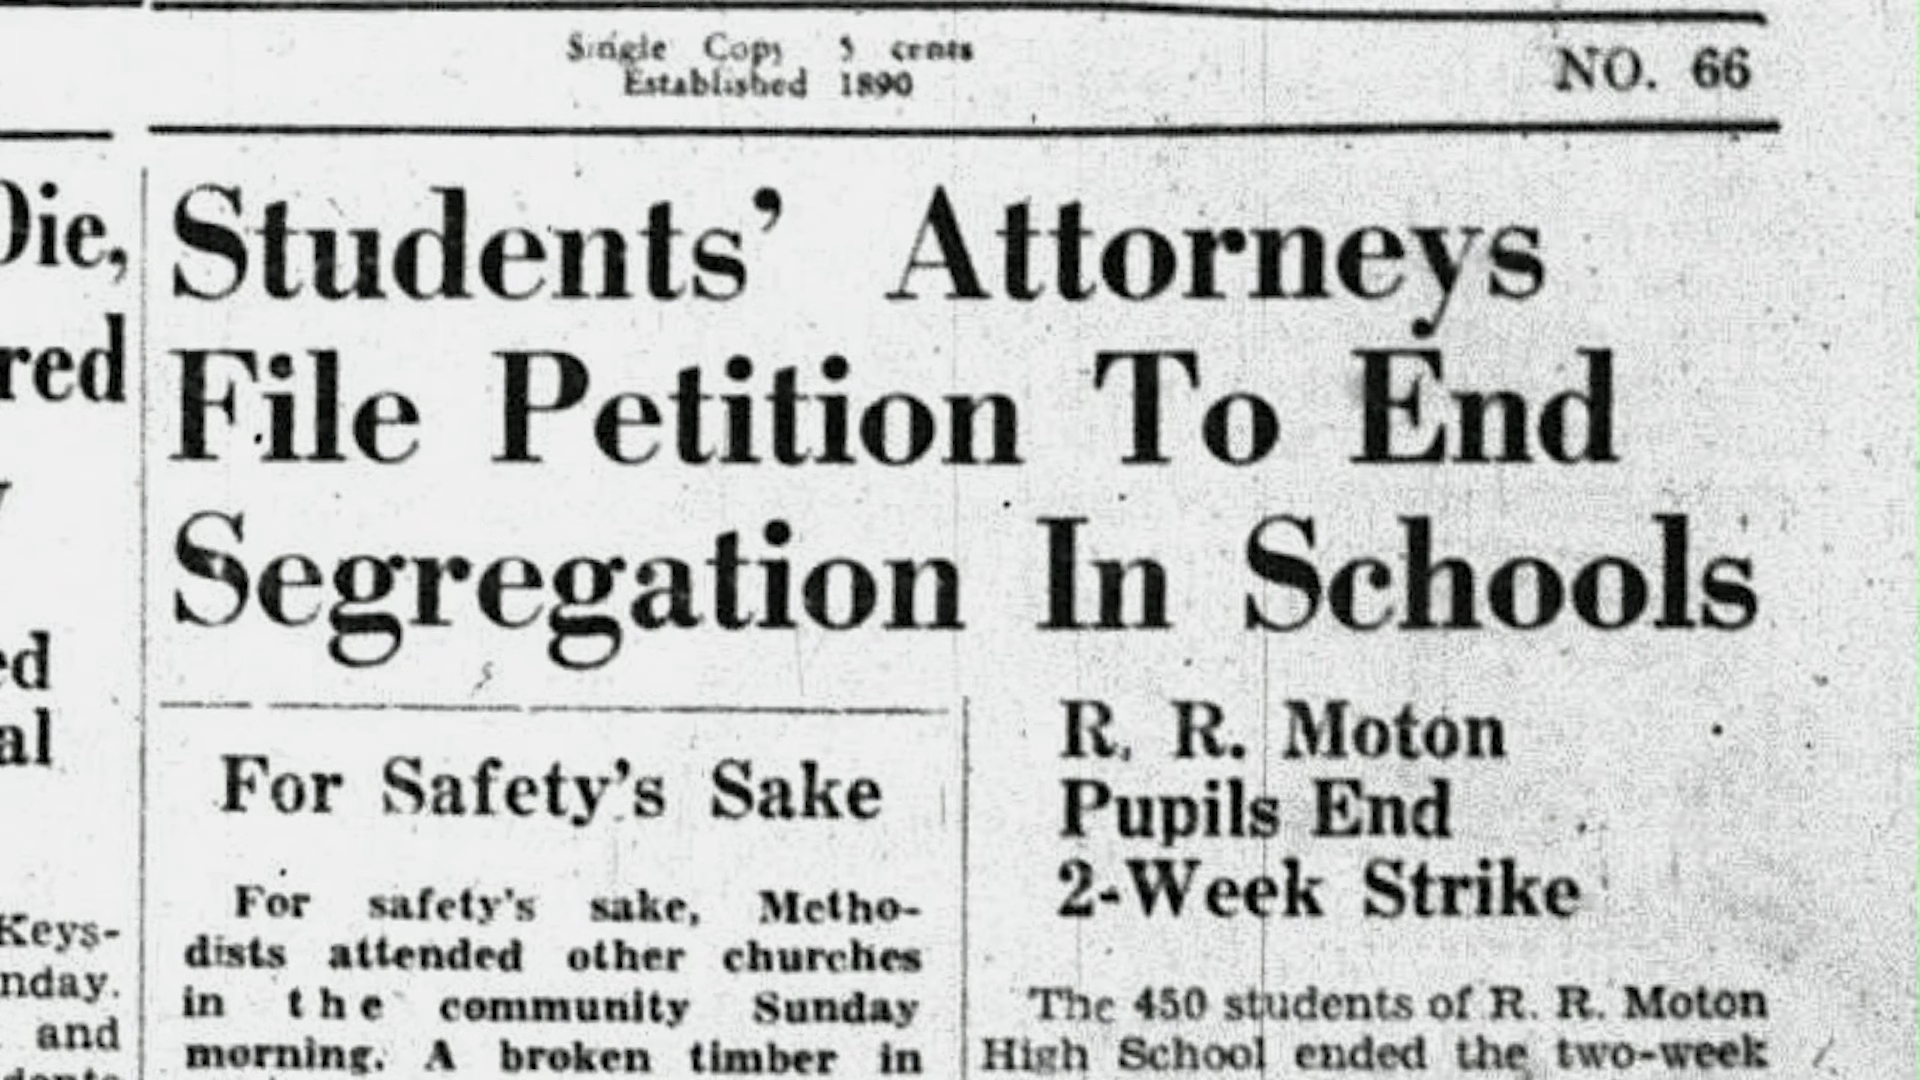 Single Copy 5 cents
Established 1890
NO. 66
Die,
red
ed
al
Keys-
nday.
and
Students' Attorneys
File Petition To End
Segregation In Schools
For Safety's Sake
For safety's sake, Metho-
dists attended other churches
in the community Sunday
morning. A broken timber in
R. R. Moton
Pupils End
2-Week Strike
The 450 students of R. R. Moton
High School ended the two-week